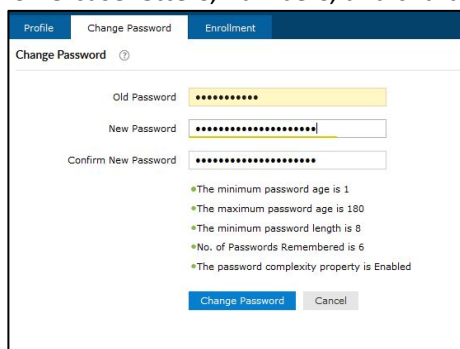 Profile Change Password Enrollment
Change Password ?
Old Password •••••••••••
New Password •••••••••••••••••••••
Confirm New Password •••••••••••••••••••••
•The minimum password age is 1
•The maximum password age is 180
•The minimum password length is 8
•No. of Passwords Remembered is 6
•The password complexity property is Enabled
Change Password Cancel